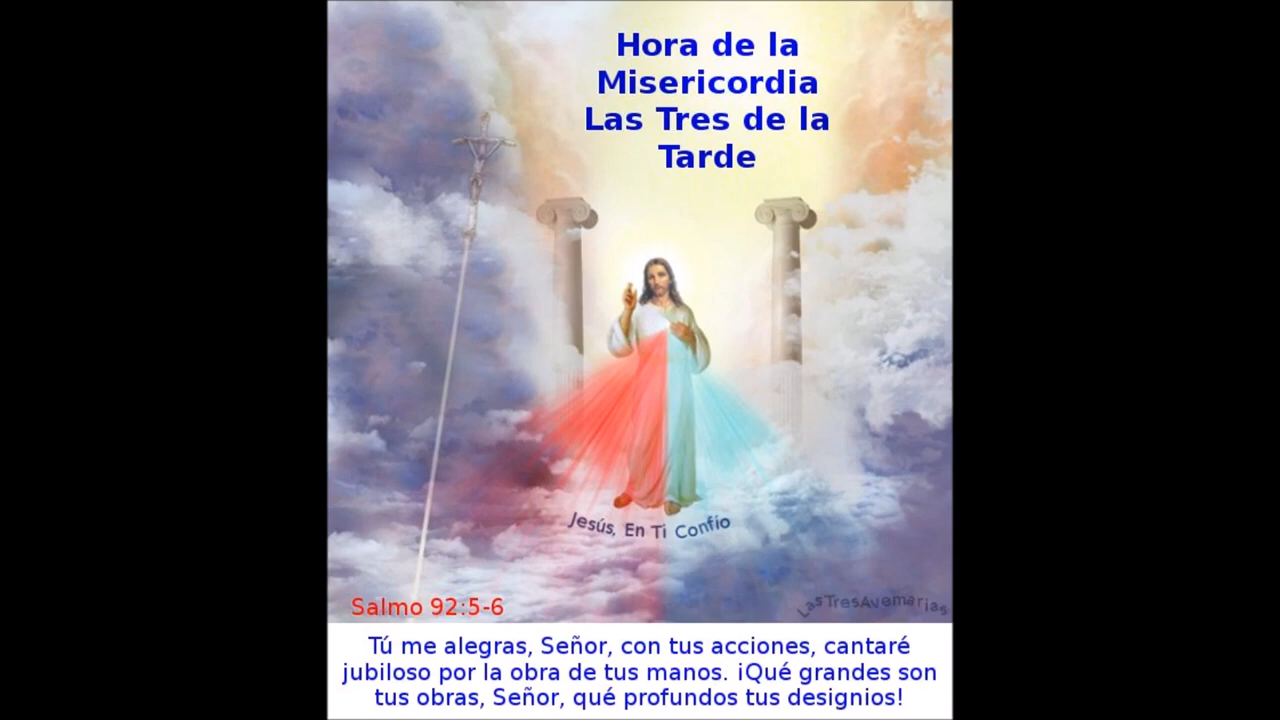 Hora de la
Misericordia
Las Tres de la
Tarde
Jesús, En Ti Confío
LasTresAvemarias
Salmo 92:5-6
Tú me alegras, Señor, con tus acciones, cantaré
jubiloso por la obra de tus manos. ¡Qué grandes son
tus obras, Señor, qué profundos tus designios!